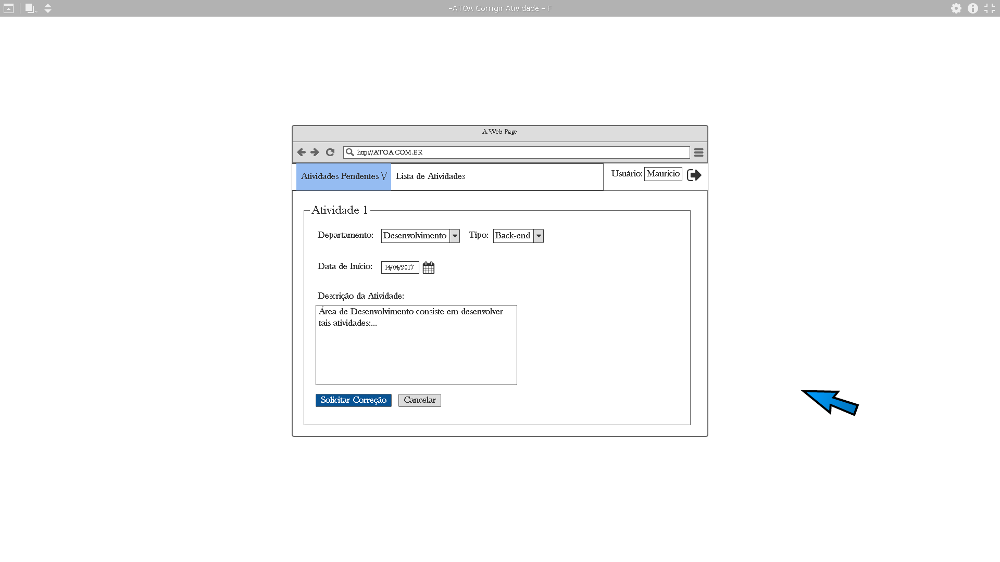 -ATOA Corrigir Atividade - F
A Web Page
http://ATOA.COM.BR
Atividades Pendentes \/ Lista de Atividades Usuário: Mauricio
Atividade 1
Departamento: Desenvolvimento Tipo: Back-end
Data de Início: 14/04/2017
Descrição da Atividade:
Área de Desenvolvimento consiste em desenvolver
tais atividades:...
Solicitar Correção Cancelar